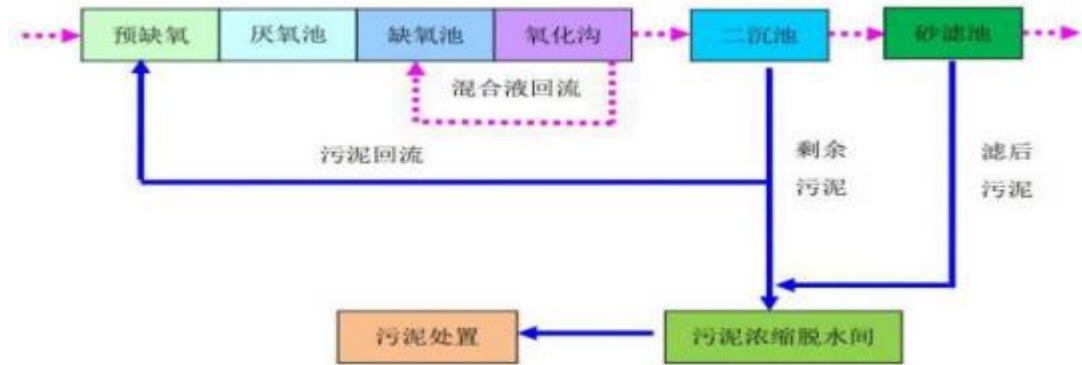 预缺氧
厌氧池
缺氧池
氧化沟
二沉池
砂滤池
混合液回流
污泥回流
剩余
污泥
滤后
污泥
污泥处置
污泥浓缩脱水间